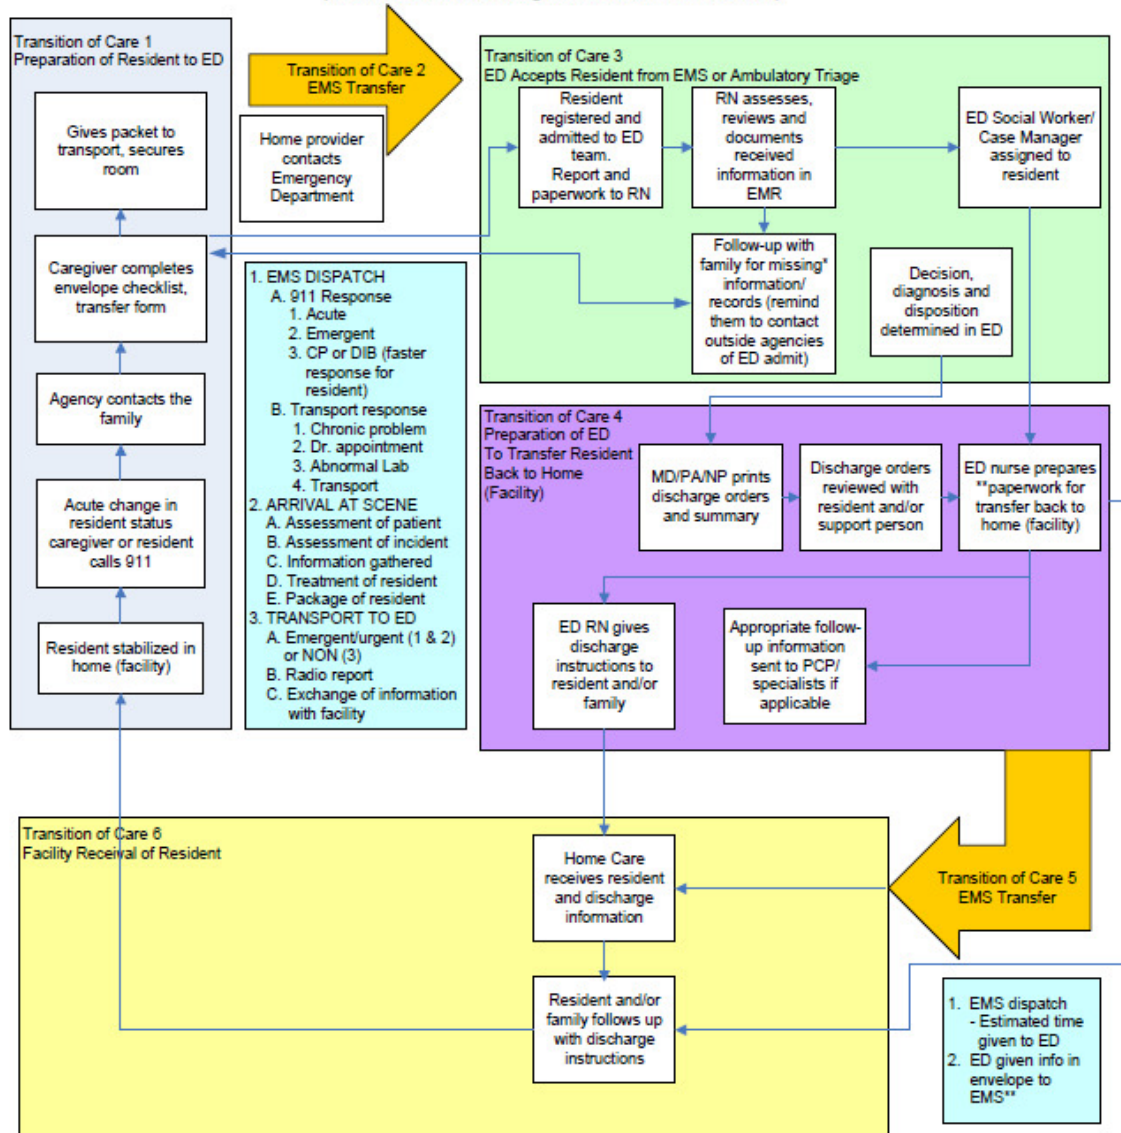 Transition of Care 1
Preparation of Resident to ED
Gives packet to
transport, secures
room
Caregiver completes
envelope checklist,
transfer form
Agency contacts the
family
Acute change in
resident status
caregiver or resident
calls 911
Resident stabilized in
home (facility)
Transition of Care 2
EMS Transfer
Home provider
contacts
Emergency
Department
1. EMS DISPATCH
A. 911 Response
1. Acute
2. Emergent
3. CP or DIB (faster
response for
resident)
B. Transport response
1. Chronic problem
2. Dr. appointment
3. Abnormal Lab
4. Transport
2. ARRIVAL AT SCENE
A. Assessment of patient
B. Assessment of incident
C. Information gathered
D. Treatment of resident
E. Package of resident
3. TRANSPORT TO ED
A. Emergent/urgent (1 & 2)
or NON (3)
B. Radio report
C. Exchange of information
with facility
Transition of Care 3
ED Accepts Resident from EMS or Ambulatory Triage
Resident
registered and
admitted to ED
team.
Report and
paperwork to RN
RN assesses,
reviews and
documents
received
information in
EMR
ED Social Worker/
Case Manager
assigned to
resident
Follow-up with
family for missing*
information/
records (remind
them to contact
outside agencies
of ED admit)
Decision,
diagnosis and
disposition
determined in ED
Transition of Care 4
Preparation of ED
To Transfer Resident
Back to Home
(Facility)
MD/PA/NP prints
discharge orders
and summary
Discharge orders
reviewed with
resident and/or
support person
ED nurse prepares
**paperwork for
transfer back to
home (facility)
ED RN gives
discharge
instructions to
resident and/or
family
Appropriate follow-
up information
sent to PCP/
specialists if
applicable
Transition of Care 5
EMS Transfer
Transition of Care 6
Facility Receival of Resident
Home Care
receives resident
and discharge
information
Resident and/or
family follows up
with discharge
instructions
1. EMS dispatch
- Estimated time
given to ED
2. ED given info in
envelope to
EMS**